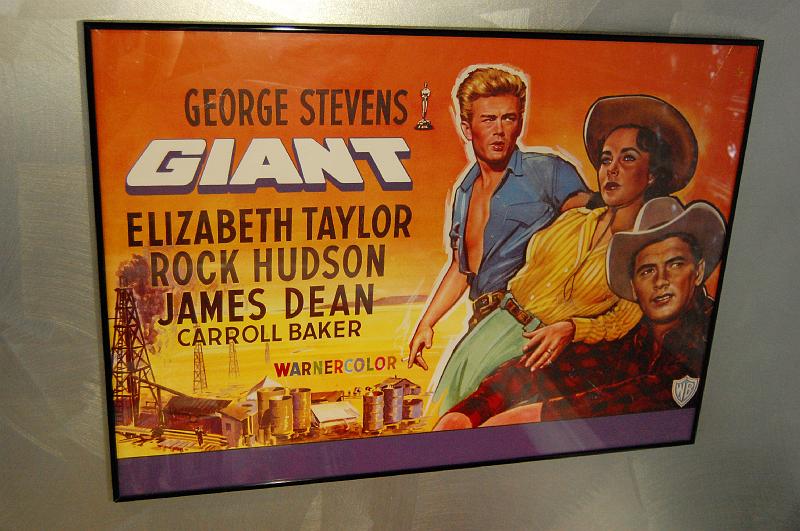 GEORGE STEVENS
GIANT
ELIZABETH TAYLOR
ROCK HUDSON
JAMES DEAN
CARROLL BAKER
WARNERCOLOR
WB